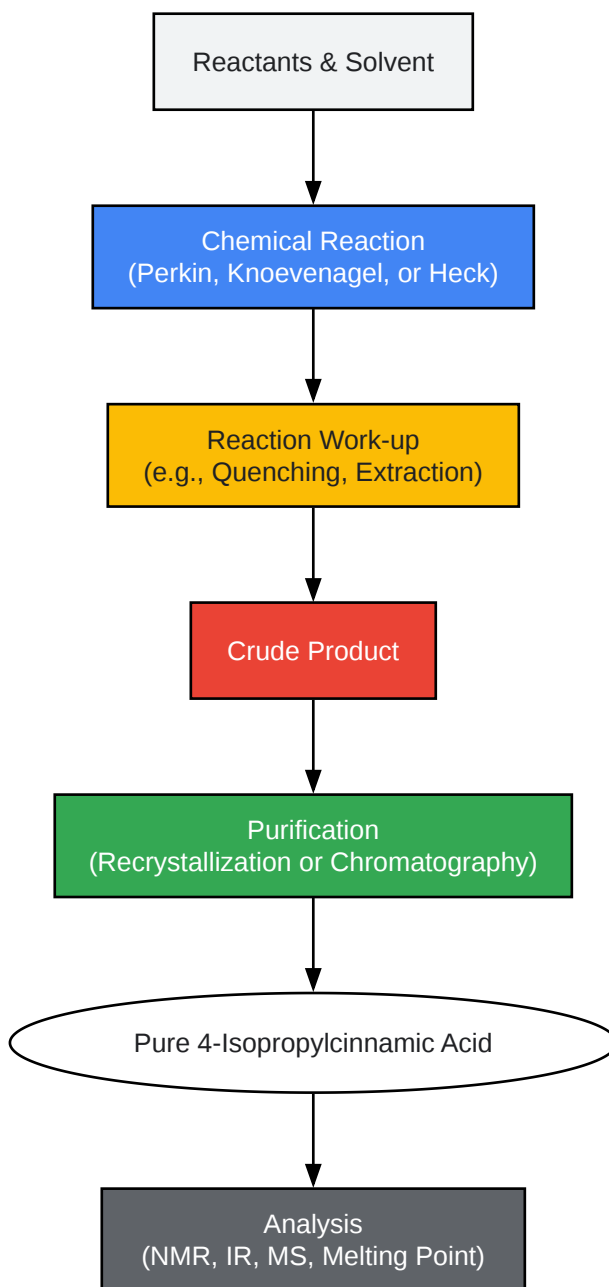 Reactants & Solvent
Chemical Reaction
(Perkin, Knoevenagel, or Heck)
Reaction Work-up
(e.g., Quenching, Extraction)
Crude Product
Purification
(Recrystallization or Chromatography)
Pure 4-Isopropylcinnamic Acid
Analysis
(NMR, IR, MS, Melting Point)